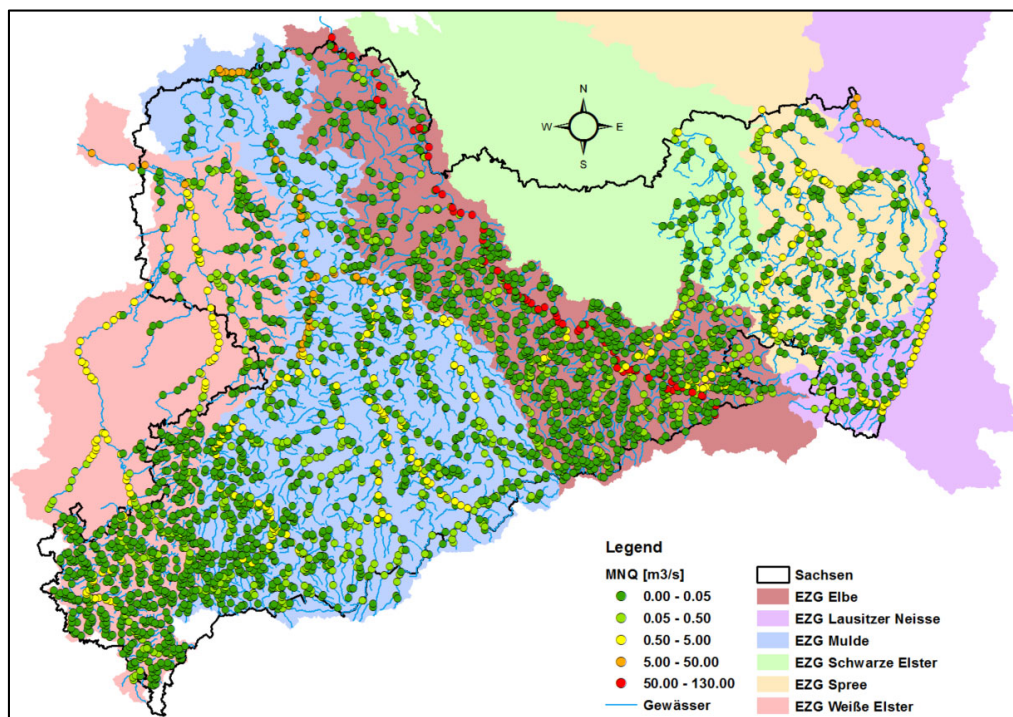 N
W E
S
Legend
MNQ [m3/s]
0.00 - 0.05
0.05 - 0.50
0.50 - 5.00
5.00 - 50.00
50.00 - 130.00
Gewässer
Sachsen
EZG Elbe
EZG Lausitzer Neisse
EZG Mulde
EZG Schwarze Elster
EZG Spree
EZG Weiße Elster